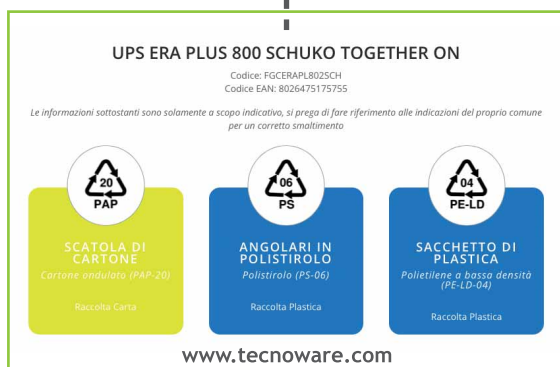 UPS ERA PLUS 800 SCHUKO TOGETHER ON
Codice: FGCERAPL802SCH
Codice EAN: 8026475175755
Le informazioni sottostanti sono solamente a scopo indicativo, si prega di fare riferimento alle indicazioni del proprio comune
per un corretto smaltimento
20
PAP
SCATOLA DI
CARTONE
Cartone ondulato (PAP-20)
Raccolta Carta
06
PS
ANGOLARI IN
POLISTIROLO
Polistirolo (PS-06)
Raccolta Plastica
04
PE-LD
SACCHETTO DI
PLASTICA
Polietilene a bassa densità
(PE-LD-04)
Raccolta Plastica
www.tecnoware.com